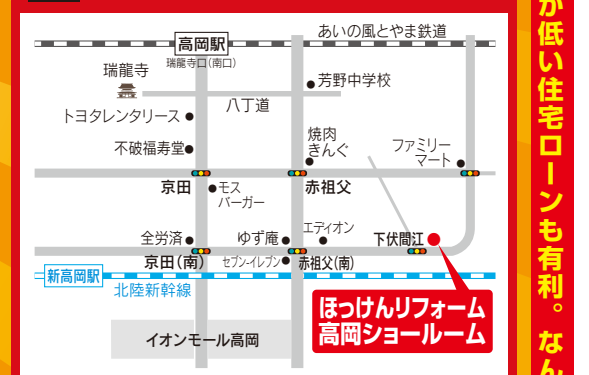 あいの風とやま鉄道
高岡駅
瑞龍寺口(南口)
瑞龍寺
芳野中学校
八丁道
トヨタレンタリース
焼肉
きんぐ
不破福寿堂
ファミリー
マート
京田
モス
バーガー
赤祖父
エディオン
全労済
ゆず庵
下伏間江
京田(南)
セブン-イレブン
赤祖父(南)
新高岡駅
北陸新幹線
ほっけんリフォーム
高岡ショールーム
イオンモール高岡
が低い住宅ローンも有利。なん